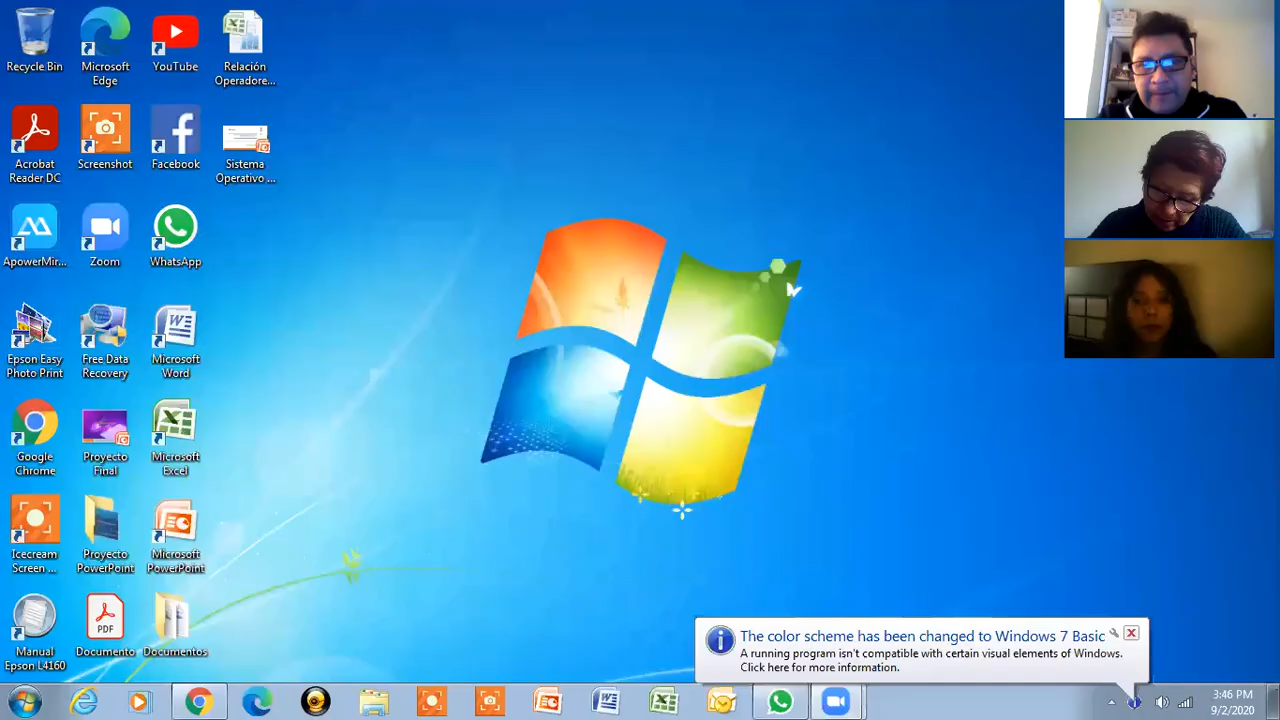 Recycle Bin
Microsoft
Edge
YouTube
Relación
Operadore...
Acrobat
Reader DC
Screenshot
Facebook
Sistema
Operativo ...
ApowerMir...
Zoom
WhatsApp
Epson Easy
Photo Print
Free Data
Recovery
Microsoft
Word
Google
Chrome
Proyecto
Final
Microsoft
Excel
Icecream
Screen ...
Proyecto
PowerPoint
Microsoft
PowerPoint
Manual
Epson L4160
PDF
Documento
Documentos
The color scheme has been changed to Windows 7 Basic
A running program isn't compatible with certain visual elements of Windows.
Click here for more information.
3:46 PM
9/2/2020